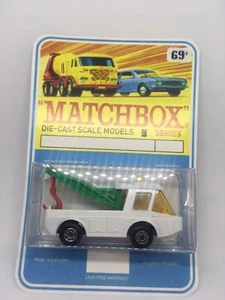 69¢
"MATCHBOX"
DIE-CAST SCALE MODELS SERIES
LEAD FREE MATERIALS